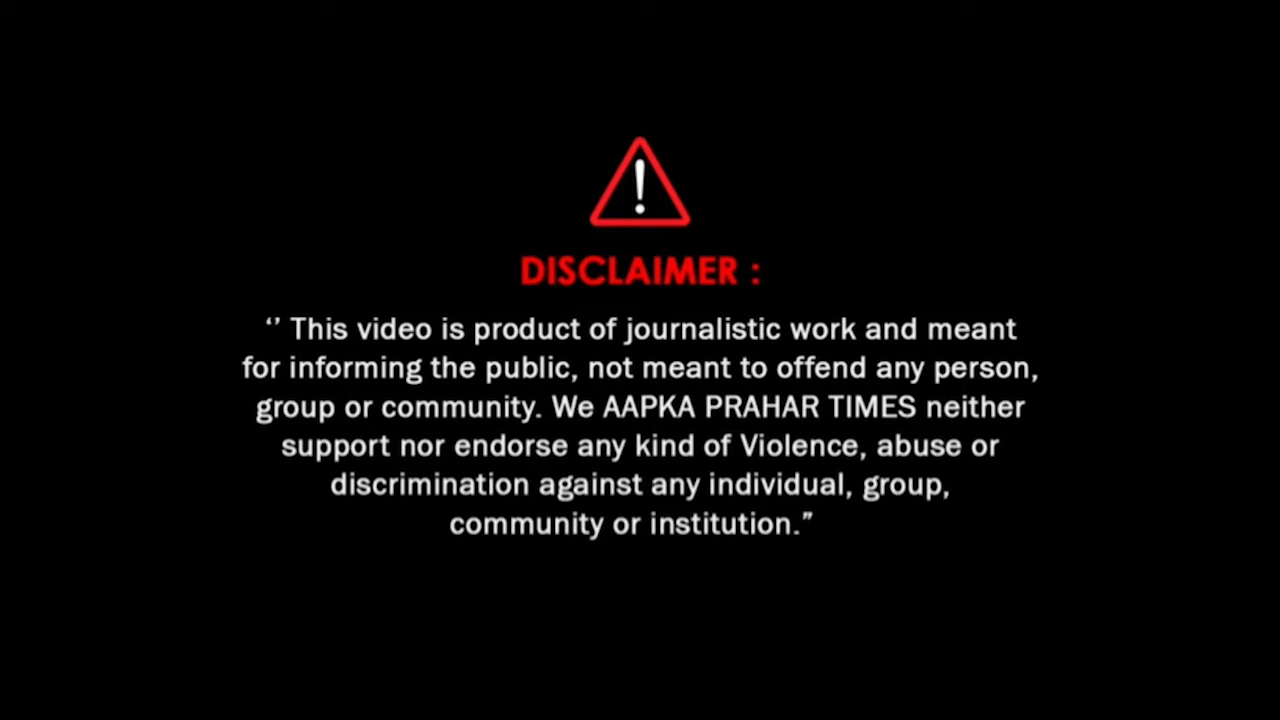 !
DISCLAIMER :
‘’ This video is product of journalistic work and meant
for informing the public, not meant to offend any person,
group or community. We AAPKA PRAHAR TIMES neither
support nor endorse any kind of Violence, abuse or
discrimination against any individual, group,
community or institution.”